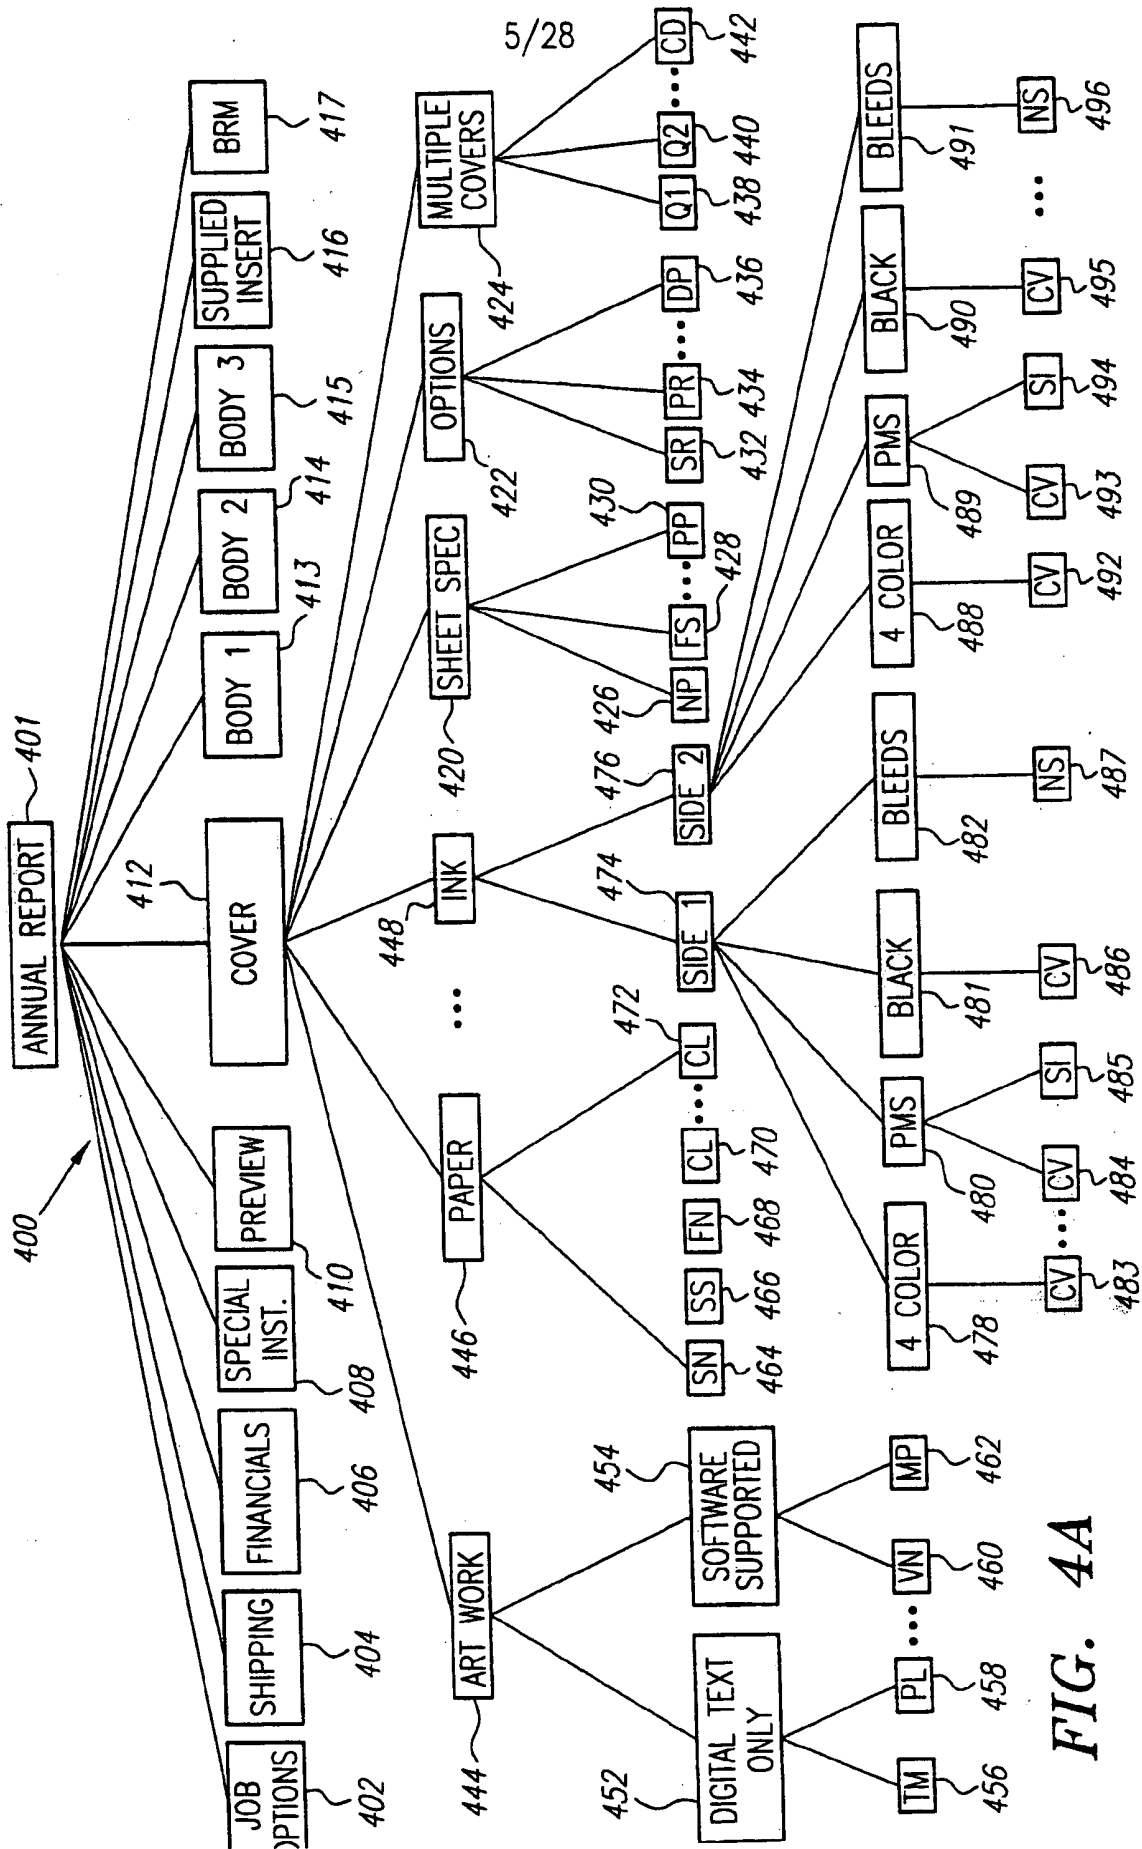 5/28
400
ANNUAL REPORT
401
JOB
OPTIONS
402
SHIPPING
404
FINANCIALS
406
SPECIAL
INST.
408
PREVIEW
410
COVER
412
BODY 1
413
BODY 2
414
BODY 3
415
SUPPLIED
INSERT
416
BRM
417
ART WORK
444
PAPER
446
...
INK
448
SHEET SPEC
420
OPTIONS
422
MULTIPLE
COVERS
424
DIGITAL TEXT
ONLY
452
SOFTWARE
SUPPORTED
454
SN
464
SS
466
FN
468
CL
470
...
CL
472
SIDE 1
474
SIDE 2
476
NP
426
FS
428
...
PP
430
SR
432
PR
434
...
DP
436
Q1
438
Q2
440
...
CD
442
TM
456
PL
458
...
VN
460
MP
462
4 COLOR
478
PMS
480
BLACK
481
BLEEDS
482
4 COLOR
488
PMS
489
BLACK
490
BLEEDS
491
CV
483
...
CV
484
SI
485
CV
486
NS
487
CV
492
CV
493
SI
494
CV
495
...
NS
496
FIG. 4A